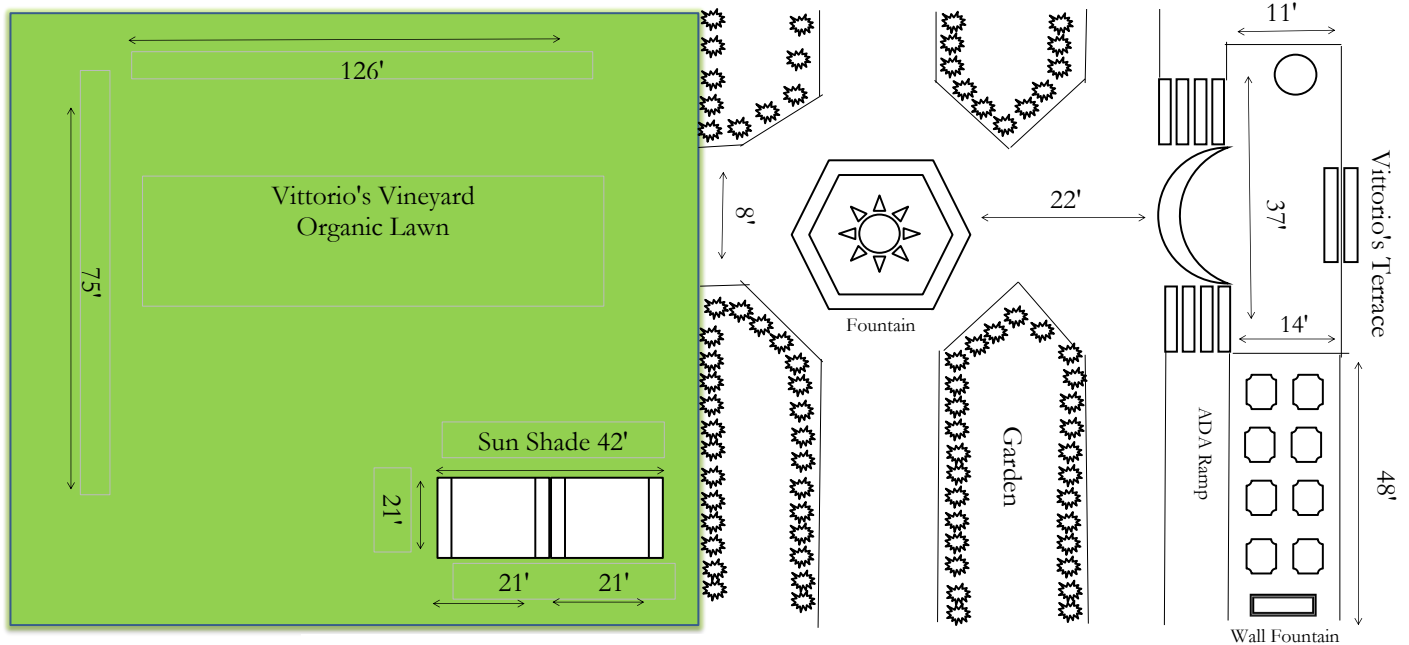 126'
75'
Vittorio's Vineyard
Organic Lawn
Sun Shade 42'
21'
21'
21'
8'
Fountain
22'
Garden
11'
37'
Vittorio's Terrace
14'
ADA Ramp
48'
Wall Fountain